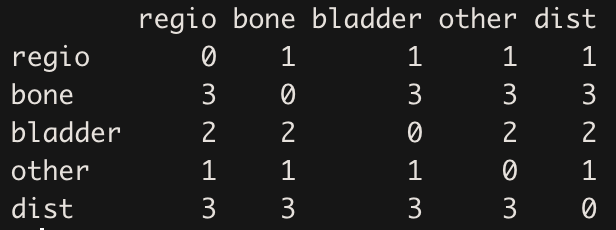 regio bone bladder other dist
regio 0 1 1 1 1
bone 3 0 3 3 3
bladder 2 2 0 2 2
other 1 1 1 0 1
dist 3 3 3 3 0